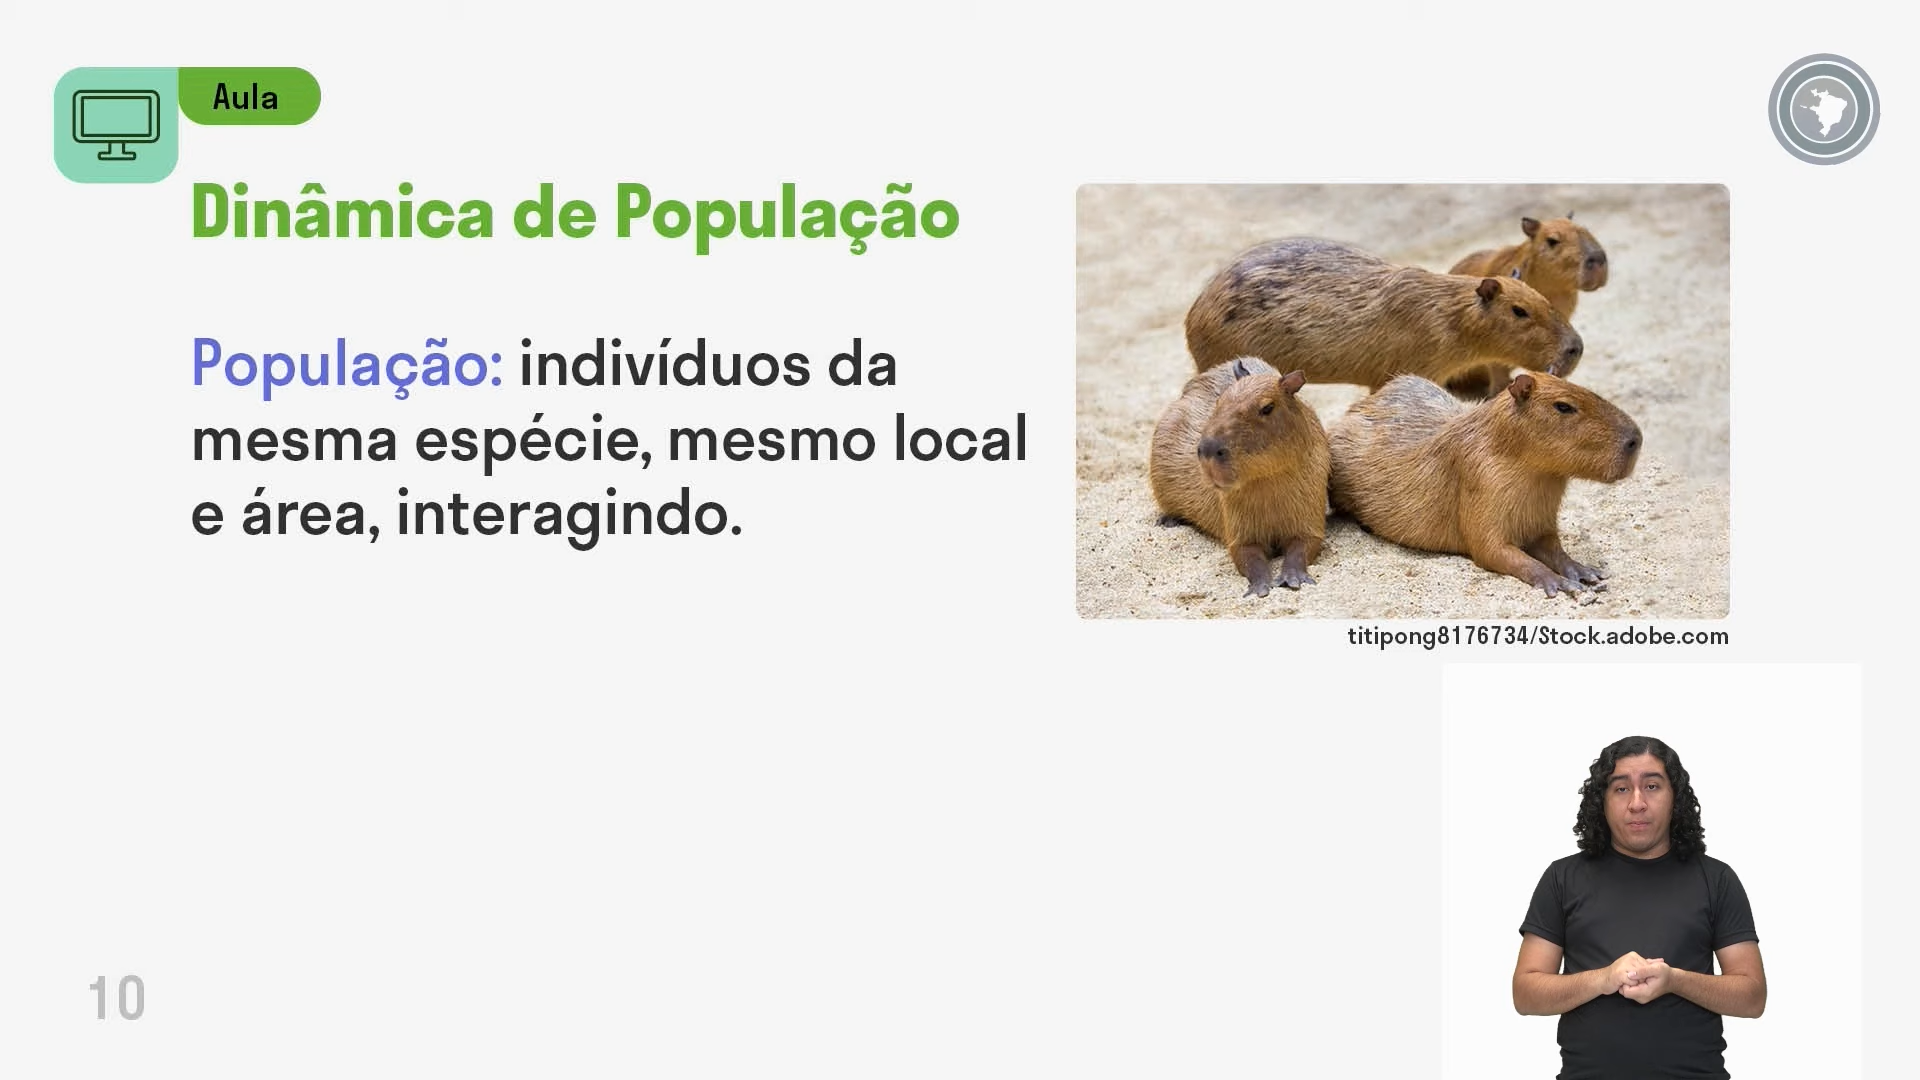 Aula
Dinâmica de População
População: indivíduos da
mesma espécie, mesmo local
e área, interagindo.
titipong8176734/Stock.adobe.com
10